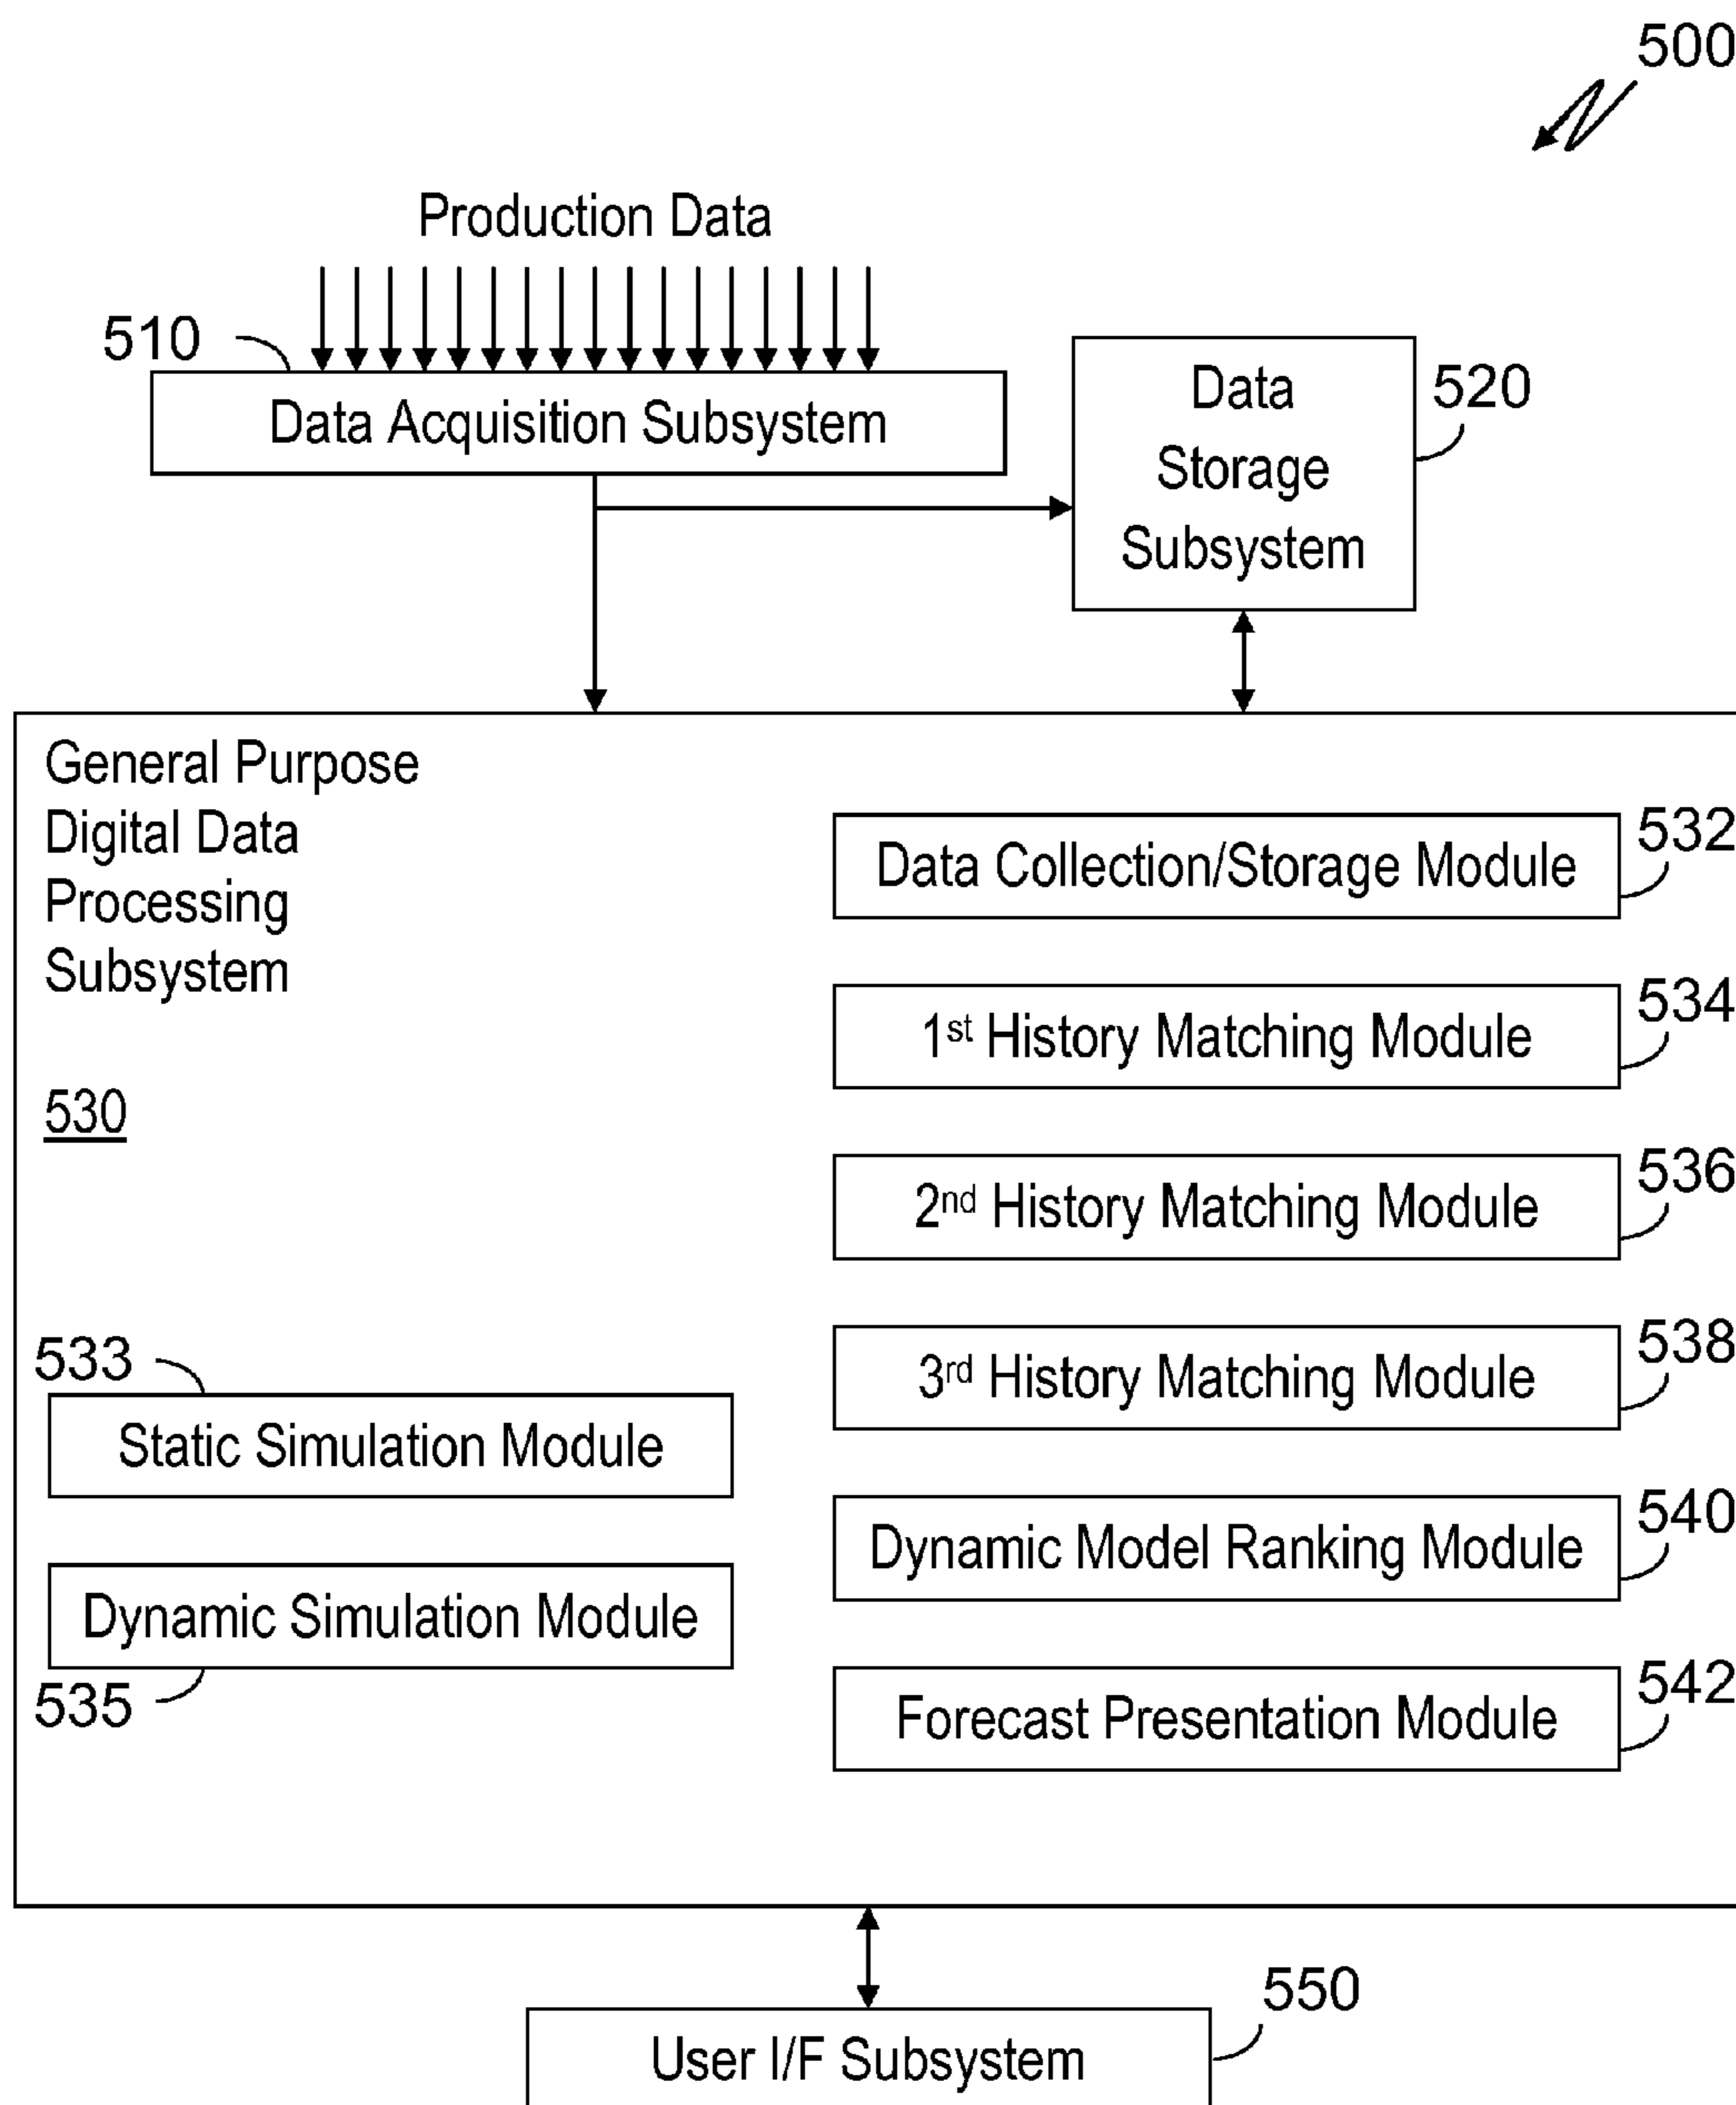 500
Production Data
510
Data Acquisition Subsystem
Data
Storage
Subsystem
520
General Purpose
Digital Data
Processing
Subsystem
530
Data Collection/Storage Module
532
1st History Matching Module
534
2nd History Matching Module
536
3rd History Matching Module
538
533
Static Simulation Module
Dynamic Model Ranking Module
540
Dynamic Simulation Module
535
Forecast Presentation Module
542
550
User I/F Subsystem